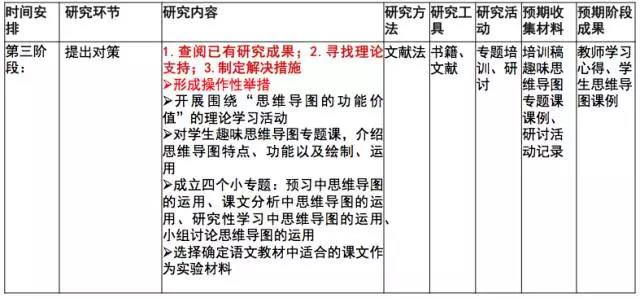 时间安排
研究环节
研究内容
研究方法
研究工具
研究活动
预期收集材料
预期阶段成果
第三阶段：
提出对策
1.查阅已有研究成果；2.寻找理论
支持；3.制定解决措施
➢形成操作性举措
➢开展围绕“思维导图的功能价
值”的理论学习活动
➢对学生趣味思维导图专题课，介绍
思维导图特点、功能以及绘制、运
用
➢成立四个小专题：预习中思维导图
的运用、课文分析中思维导图的运
用、研究性学习中思维导图的运用、
小组讨论思维导图的运用
➢选择确定语文教材中适合的课文作
为实验材料
文献法
书籍、
文献
专题培
训、研
讨
培训稿
趣味思
维导图
专题课
课例、
研讨活
动记录
教师学习
心得、学
生思维导
图课例